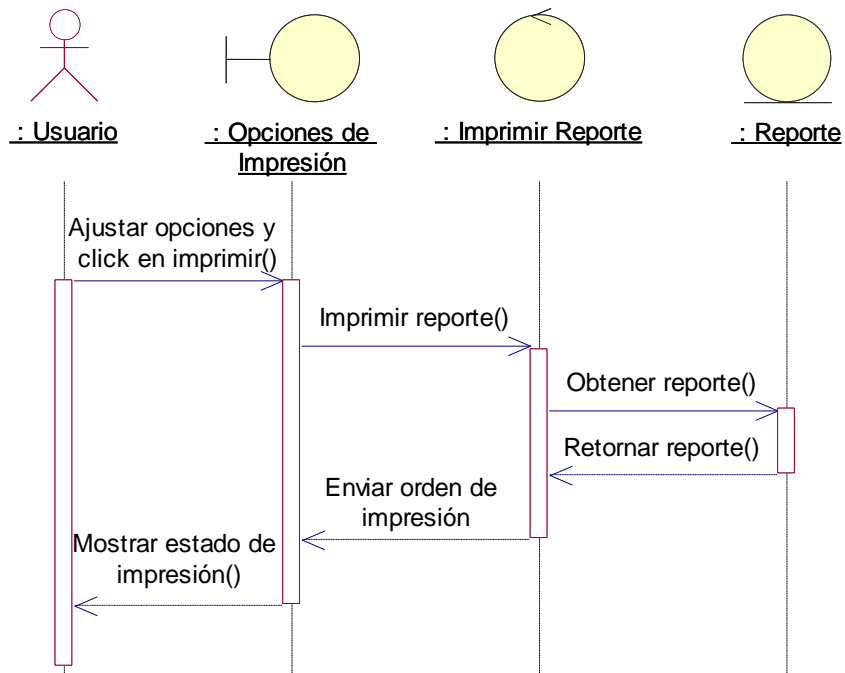 : Usuario
: Opciones de
Impresión
: Imprimir Reporte
: Reporte
Ajustar opciones y
click en imprimir()
Imprimir reporte()
Obtener reporte()
Retornar reporte()
Enviar orden de
impresión
Mostrar estado de
impresión()